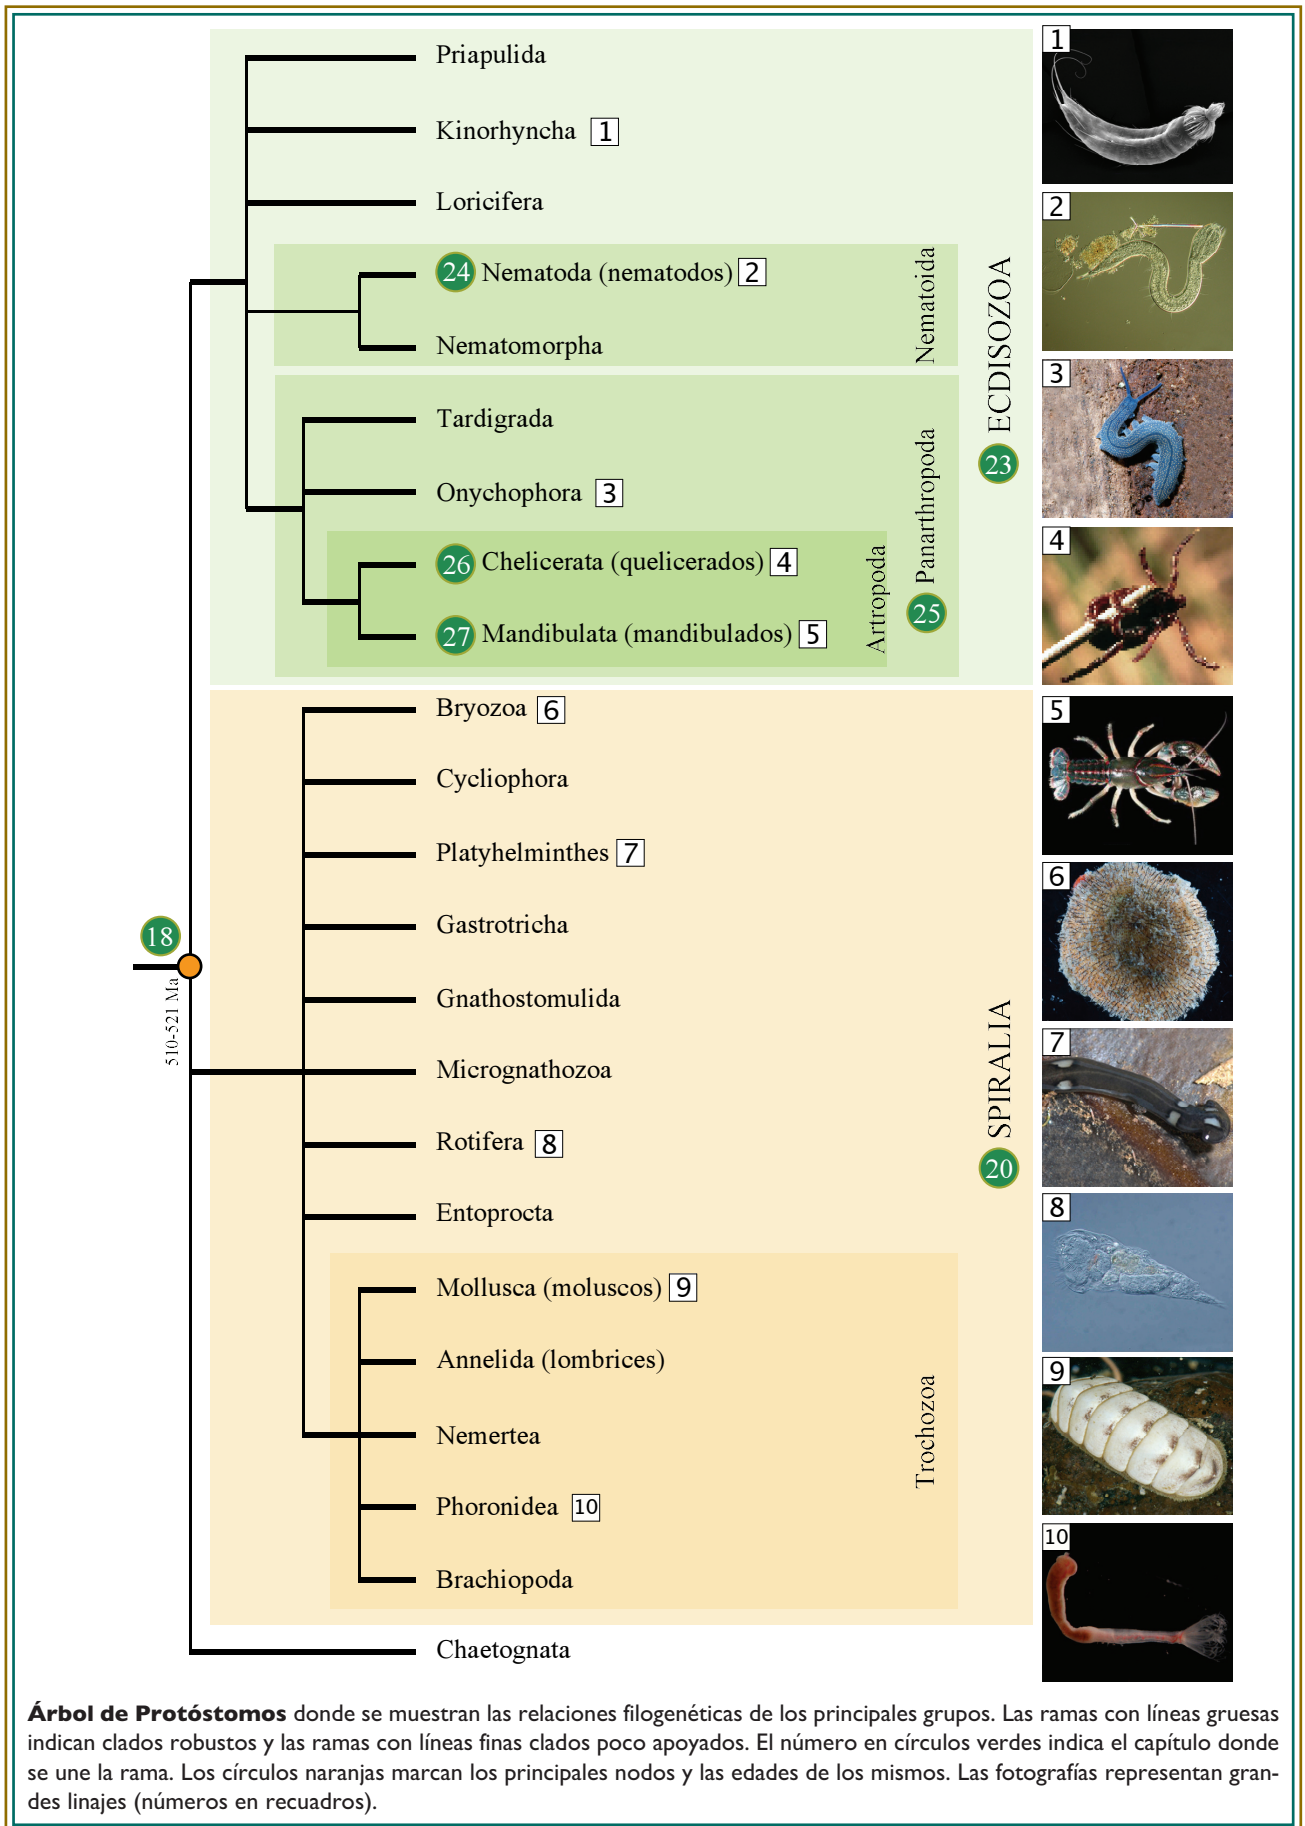 Priapulida
Kinorhyncha 1
Loricifera
24 Nematoda (nematodos) 2
Nematomorpha
Nematoida
Tardigrada
Onychophora 3
26 Chelicerata (quelicerados) 4
27 Mandibulata (mandibulados) 5
Artropoda
Panarthropoda
25
ECDISOZOA
23
Bryozoa 6
Cycliophora
Platyhelminthes 7
Gastrotricha
18
510-521 Ma
Gnathostomulida
Micrognathozoa
Rotifera 8
Entoprocta
SPIRALIA
20
Mollusca (moluscos) 9
Annelida (lombrices)
Nemertea
Phoronidea 10
Brachiopoda
Trochozoa
Chaetognata
1
2
3
4
5
6
7
8
9
10
Árbol de Protóstomos donde se muestran las relaciones filogenéticas de los principales grupos. Las ramas con líneas gruesas
indican clados robustos y las ramas con líneas finas clados poco apoyados. El número en círculos verdes indica el capítulo donde
se une la rama. Los círculos naranjas marcan los principales nodos y las edades de los mismos. Las fotografías representan gran-
des linajes (números en recuadros).